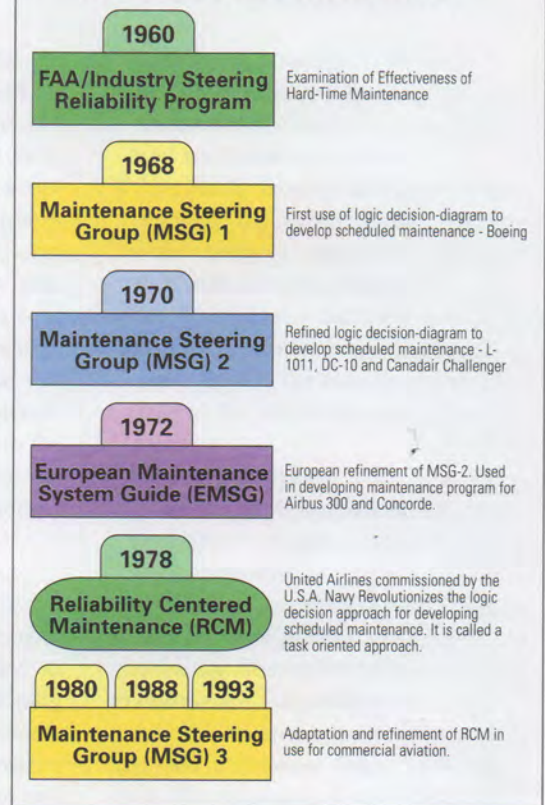 1960
FAA/Industry Steering
Reliability Program
Examination of Effectiveness of
Hard-Time Maintenance
1968
Maintenance Steering
Group (MSG) 1
First use of logic decision-diagram to
develop scheduled maintenance - Boeing
1970
Maintenance Steering
Group (MSG) 2
Refined logic decision-diagram to
develop scheduled maintenance - L-
1011, DC-10 and Canadair Challenger
1972
European Maintenance
System Guide (EMSG)
European refinement of MSG-2. Used
in developing maintenance program for
Airbus 300 and Concorde.
1978
Reliability Centered
Maintenance (RCM)
United Airlines commissioned by the
U.S.A. Navy Revolutionizes the logic
decision approach for developing
scheduled maintenance. It is called a
task oriented approach.
1980 1988 1993
Maintenance Steering
Group (MSG) 3
Adaptation and refinement of RCM in
use for commercial aviation.